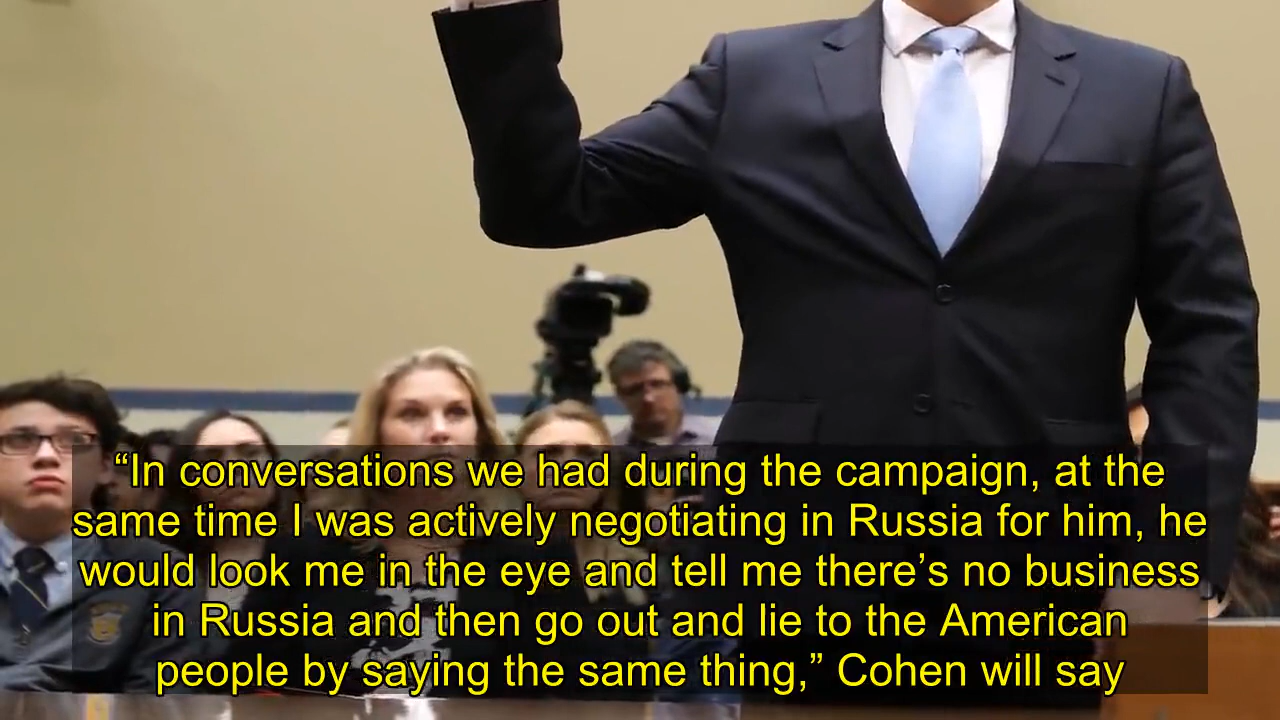 “In conversations we had during the campaign, at the
same time I was actively negotiating in Russia for him, he
would look me in the eye and tell me there’s no business
in Russia and then go out and lie to the American
people by saying the same thing,” Cohen will say